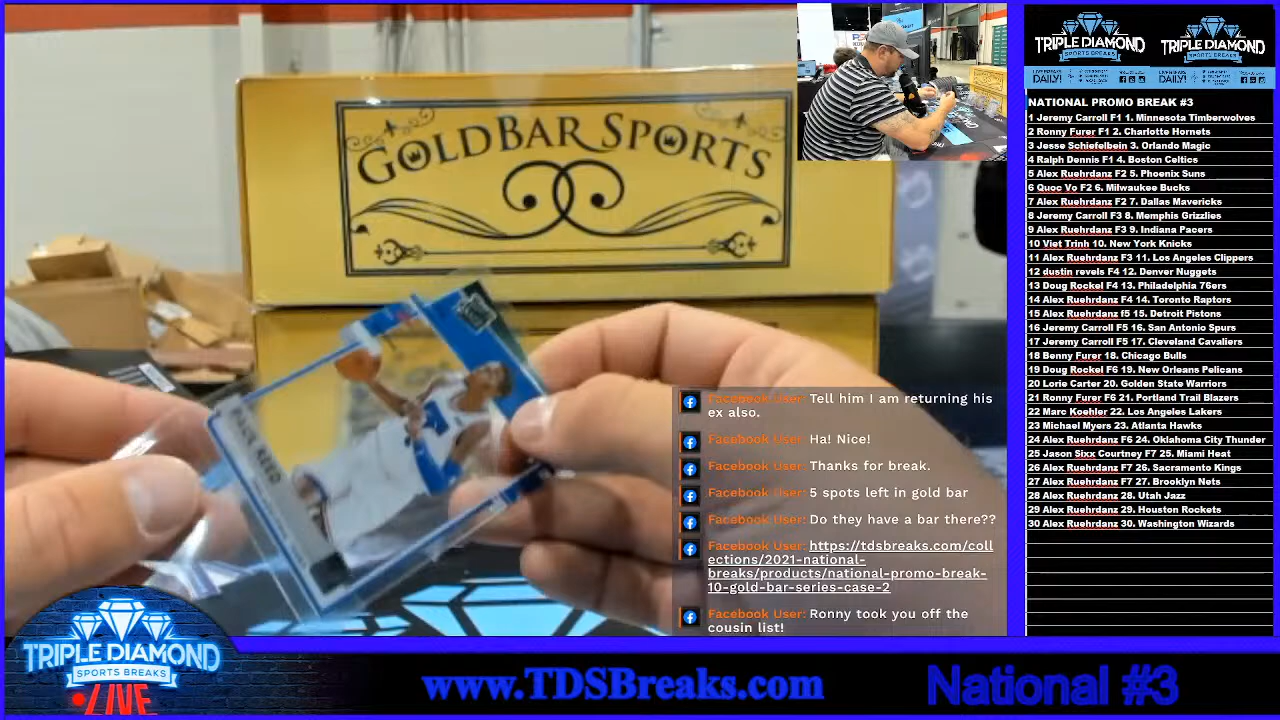 GOLDBAR SPORTS
PAUL REED
TRIPLE DIAMOND
SPORTS BREAKS
TRIPLE DIAMOND
SPORTS BREAKS
LIVE BREAKS
DAILY!
LIVE BREAKS
DAILY!
NATIONAL PROMO BREAK #3
1 Jeremy Carroll F1 1. Minnesota Timberwolves
2 Ronny Furer F1 2. Charlotte Hornets
3 Jesse Schiefelbein 3. Orlando Magic
4 Ralph Dennis F1 4. Boston Celtics
5 Alex Ruehrdanz F2 5. Phoenix Suns
6 Quoc Vo F2 6. Milwaukee Bucks
7 Alex Ruehrdanz F2 7. Dallas Mavericks
8 Jeremy Carroll F3 8. Memphis Grizzlies
9 Alex Ruehrdanz F3 9. Indiana Pacers
10 Viet Trinh 10. New York Knicks
11 Alex Ruehrdanz F3 11. Los Angeles Clippers
12 dustin revels F4 12. Denver Nuggets
13 Doug Rockel F4 13. Philadelphia 76ers
14 Alex Ruehrdanz F4 14. Toronto Raptors
15 Alex Ruehrdanz f5 15. Detroit Pistons
16 Jeremy Carroll F5 16. San Antonio Spurs
17 Jeremy Carroll F5 17. Cleveland Cavaliers
18 Benny Furer 18. Chicago Bulls
19 Doug Rockel F6 19. New Orleans Pelicans
20 Lorie Carter 20. Golden State Warriors
21 Ronny Furer F6 21. Portland Trail Blazers
22 Marc Koehler 22. Los Angeles Lakers
23 Michael Myers 23. Atlanta Hawks
24 Alex Ruehrdanz F6 24. Oklahoma City Thunder
25 Jason Sixx Courtney F7 25. Miami Heat
26 Alex Ruehrdanz F7 26. Sacramento Kings
27 Alex Ruehrdanz F7 27. Brooklyn Nets
28 Alex Ruehrdanz 28. Utah Jazz
29 Alex Ruehrdanz 29. Houston Rockets
30 Alex Ruehrdanz 30. Washington Wizards
Facebook User: Tell him I am returning his
ex also.
Facebook User: Ha! Nice!
Facebook User: Thanks for break.
Facebook User: 5 spots left in gold bar
Facebook User: Do they have a bar there??
Facebook User: https://tdsbreaks.com/coll
ections/2021-national-
breaks/products/national-promo-break-
10-gold-bar-series-case-2
Facebook User: Ronny took you off the
cousin list!
TRIPLE DIAMOND
SPORTS BREAKS
LIVE
www.TDSBreaks.com
National #3